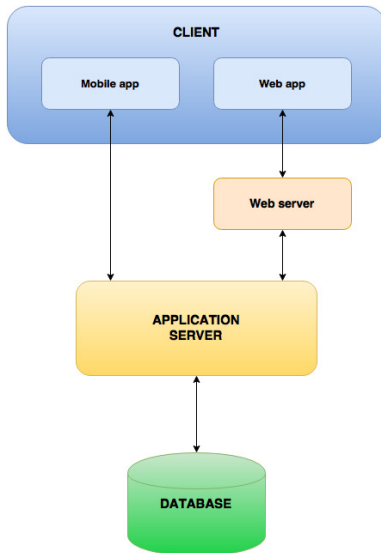 CLIENT
Mobile app
Web app
Web server
APPLICATION
SERVER
DATABASE